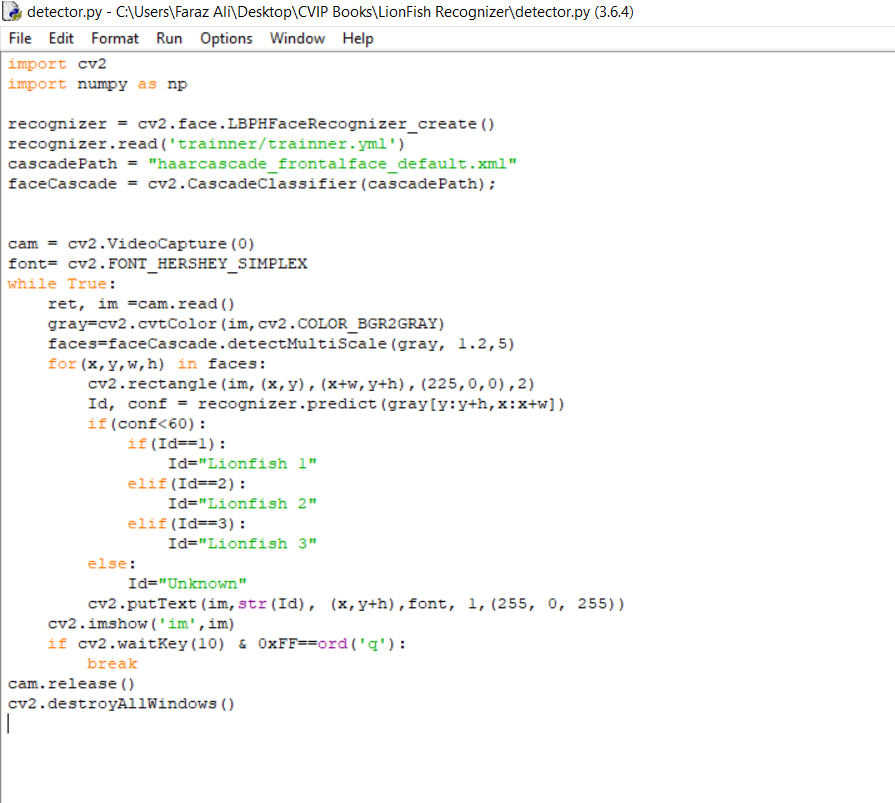 detector.py - C:\Users\Faraz Ali\Desktop\CVIP Books\LionFish Recognizer\detector.py (3.6.4)
File Edit Format Run Options Window Help
import cv2
import numpy as np

recognizer = cv2.face.LBPHFaceRecognizer_create()
recognizer.read('trainner/trainner.yml')
cascadePath = "haarcascade_frontalface_default.xml"
faceCascade = cv2.CascadeClassifier(cascadePath);


cam = cv2.VideoCapture(0)
font= cv2.FONT_HERSHEY_SIMPLEX
while True:
    ret, im =cam.read()
    gray=cv2.cvtColor(im,cv2.COLOR_BGR2GRAY)
    faces=faceCascade.detectMultiScale(gray, 1.2,5)
    for(x,y,w,h) in faces:
        cv2.rectangle(im,(x,y),(x+w,y+h),(225,0,0),2)
        Id, conf = recognizer.predict(gray[y:y+h,x:x+w])
        if(conf<60):
            if(Id==1):
                Id="Lionfish 1"
            elif(Id==2):
                Id="Lionfish 2"
            elif(Id==3):
                Id="Lionfish 3"
        else:
            Id="Unknown"
        cv2.putText(im,str(Id), (x,y+h),font, 1,(255, 0, 255))
    cv2.imshow('im',im)
    if cv2.waitKey(10) & 0xFF==ord('q'):
        break
cam.release()
cv2.destroyAllWindows()